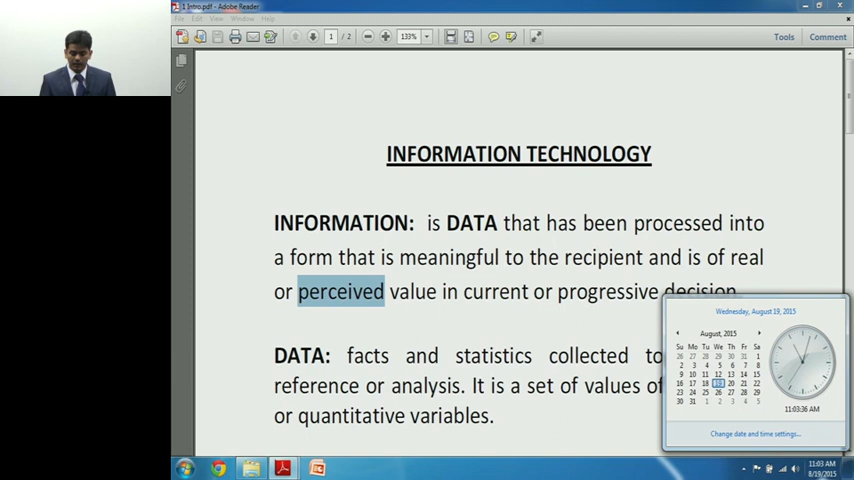 1 Intro.pdf - Adobe Reader
File Edit View Window Help
1 / 2 133% Tools Comment
INFORMATION TECHNOLOGY
INFORMATION: is DATA that has been processed into
a form that is meaningful to the recipient and is of real
or perceived value in current or progressive decision.
DATA: facts and statistics collected to
reference or analysis. It is a set of values of
or quantitative variables.
Wednesday, August 19, 2015
August, 2015
Su Mo Tu We Th Fr Sa
26 27 28 29 30 31 1
2 3 4 5 6 7 8
9 10 11 12 13 14 15
16 17 18 19 20 21 22
23 24 25 26 27 28 29
30 31 1 2 3 4 5
11:03:36 AM
Change date and time settings...
11:03 AM
8/19/2015